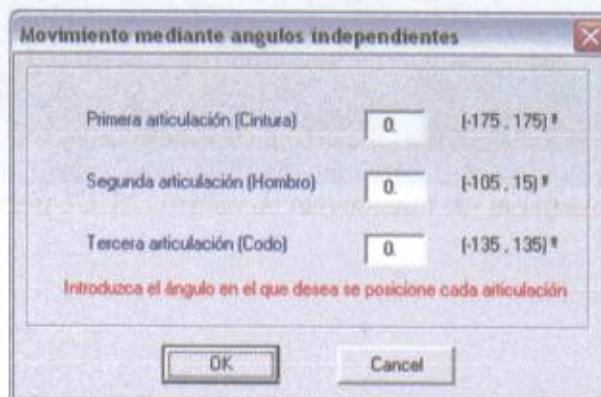 Movimiento mediante angulos independientes
Primera articulación (Cintura) 0. (-175 , 175) º
Segunda articulación (Hombro) 0. (-105 , 15) º
Tercera articulación (Codo) 0. (-135 , 135) º
Introduzca el ángulo en el que desea se posicione cada articulación
OK Cancel